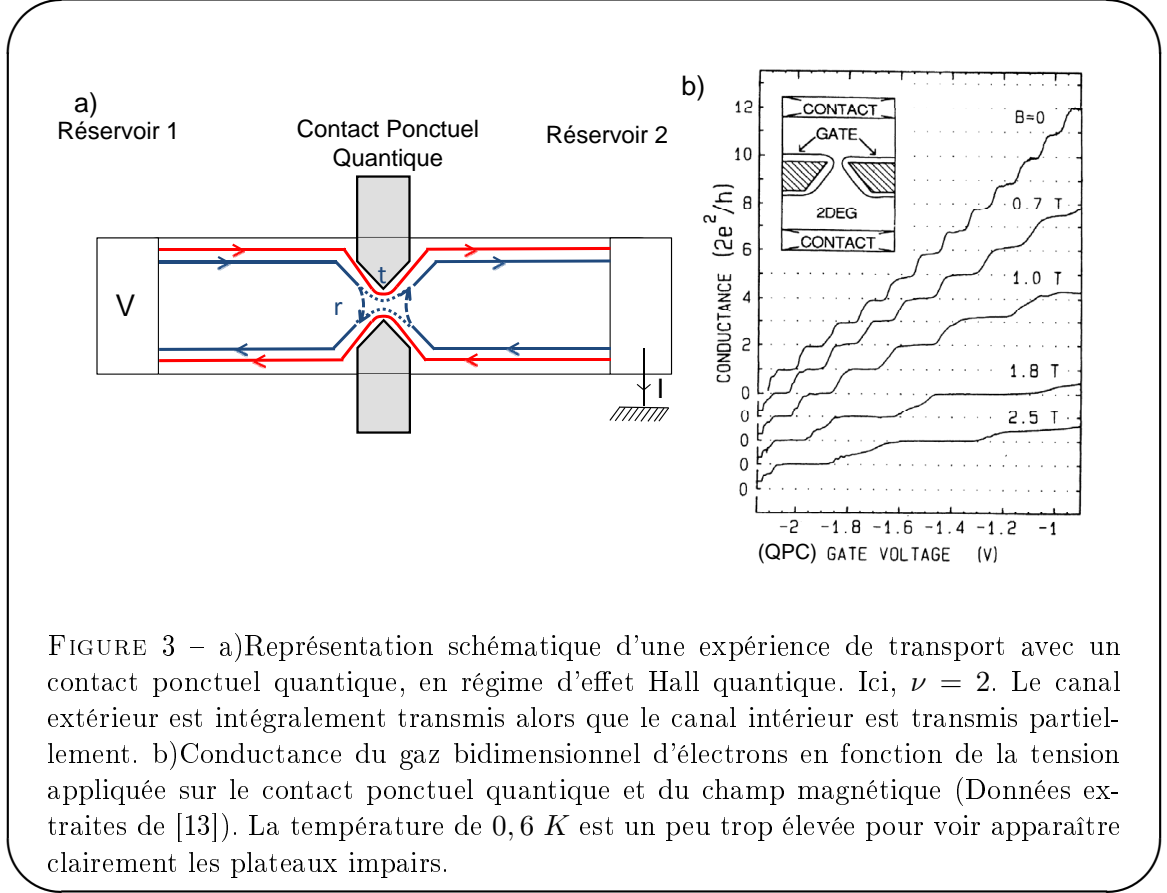 a)
Réservoir 1
Contact Ponctuel
Quantique
Réservoir 2
V
t
r
I
b)
CONDUCTANCE (2e²/h)
12
10
8
6
4
2
0
0
0
0
0
CONTACT
GATE
2DEG
CONTACT
B=0
0.7 T
1.0 T
1.8 T
2.5 T
-2 -1.8 -1.6 -1.4 -1.2 -1
(QPC) GATE VOLTAGE (V)
FIGURE 3 – a)Représentation schématique d'une expérience de transport avec un
contact ponctuel quantique, en régime d'effet Hall quantique. Ici, ν = 2. Le canal
extérieur est intégralement transmis alors que le canal intérieur est transmis partiel-
lement. b)Conductance du gaz bidimensionnel d'électrons en fonction de la tension
appliquée sur le contact ponctuel quantique et du champ magnétique (Données ex-
traites de [13]). La température de 0,6 K est un peu trop élevée pour voir apparaître
clairement les plateaux impairs.